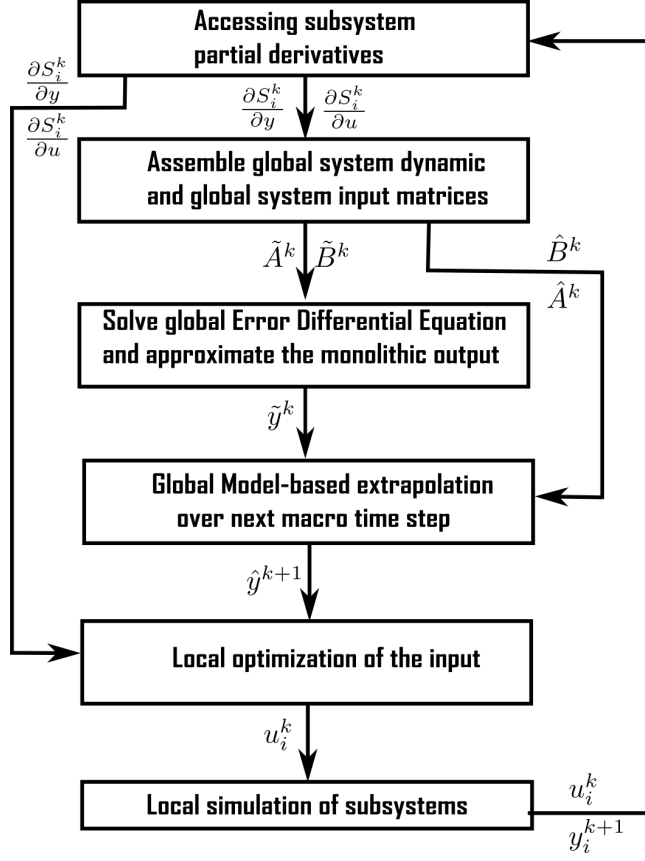 Accessing subsystem
partial derivatives
∂S_i^k/∂y
∂S_i^k/∂u
∂S_i^k/∂y ∂S_i^k/∂u
Assemble global system dynamic
and global system input matrices
Ã^k B̃^k
B̂^k
Â^k
Solve global Error Differential Equation
and approximate the monolithic output
ỹ^k
Global Model-based extrapolation
over next macro time step
ŷ^{k+1}
Local optimization of the input
u_i^k
Local simulation of subsystems
u_i^k
y_i^{k+1}